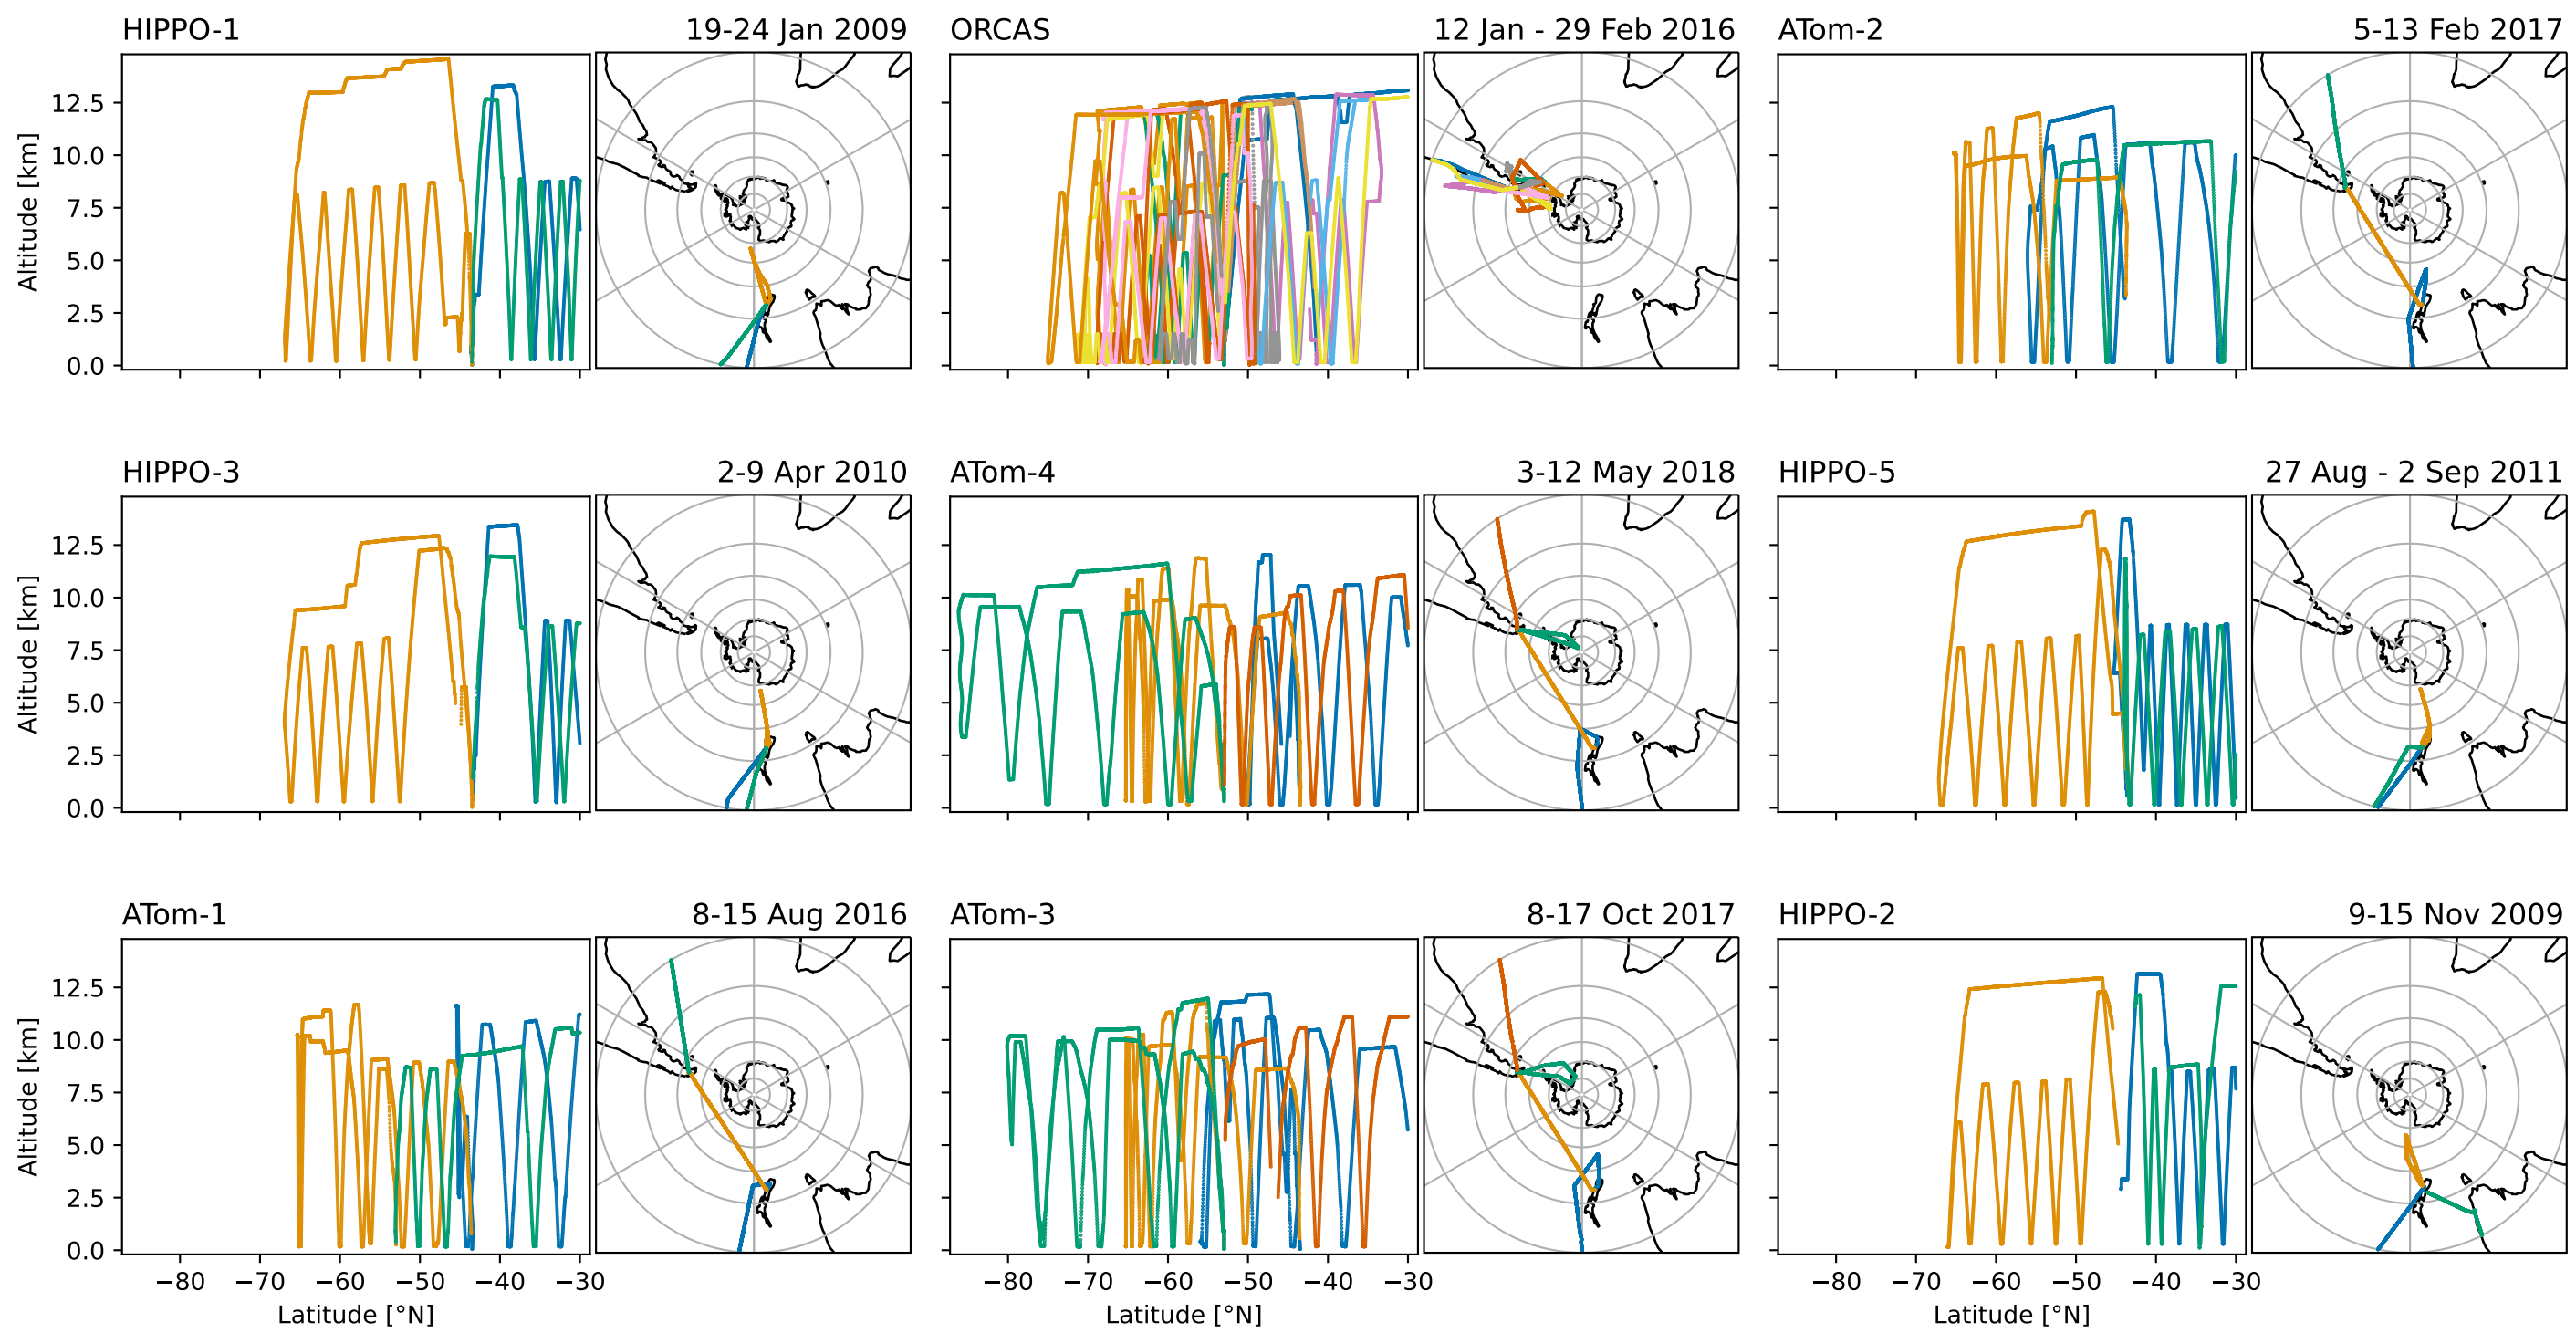 HIPPO-1 19-24 Jan 2009 ORCAS 12 Jan - 29 Feb 2016 ATom-2 5-13 Feb 2017
Altitude [km]
12.5
10.0
7.5
5.0
2.5
0.0
HIPPO-3 2-9 Apr 2010 ATom-4 3-12 May 2018 HIPPO-5 27 Aug - 2 Sep 2011
Altitude [km]
12.5
10.0
7.5
5.0
2.5
0.0
ATom-1 8-15 Aug 2016 ATom-3 8-17 Oct 2017 HIPPO-2 9-15 Nov 2009
Altitude [km]
12.5
10.0
7.5
5.0
2.5
0.0
−80 −70 −60 −50 −40 −30 −80 −70 −60 −50 −40 −30 −80 −70 −60 −50 −40 −30
Latitude [°N] Latitude [°N] Latitude [°N]